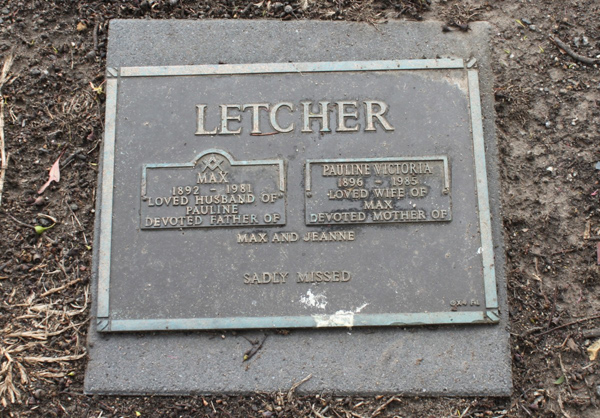 LETCHER
MAX
1892 - 1981
LOVED HUSBAND OF
PAULINE
DEVOTED FATHER OF
PAULINE VICTORIA
1896 - 1985
LOVED WIFE OF
MAX
DEVOTED MOTHER OF
MAX AND JEANNE
SADLY MISSED